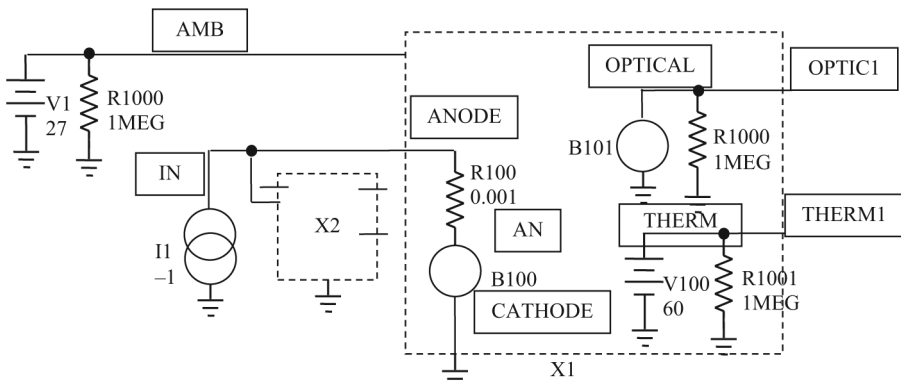 AMB
V1
27
R1000
1MEG
OPTICAL
OPTIC1
ANODE
B101
R1000
1MEG
IN
R100
0.001
X2
AN
THERM
THERM1
I1
–1
B100
V100
60
R1001
1MEG
CATHODE
X1